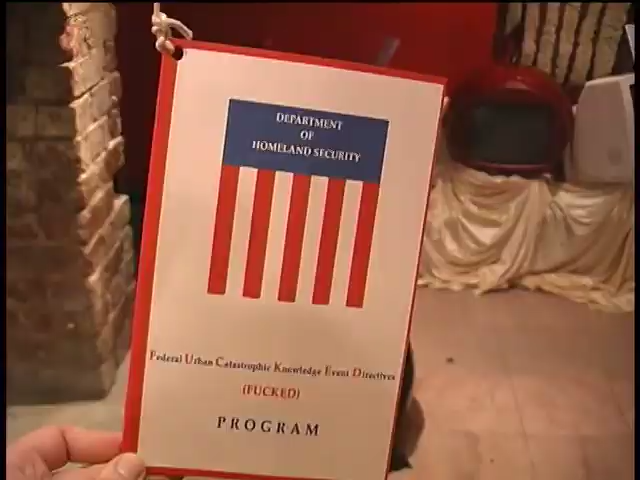 DEPARTMENT
OF
HOMELAND SECURITY
Federal Urban Catastrophic Knowledge Event Directives
(FUCKED)
PROGRAM